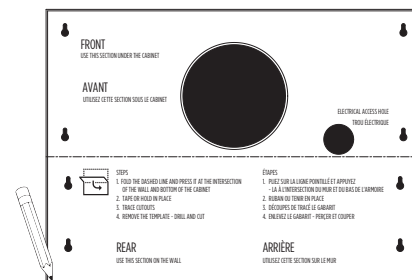 FRONT
USE THIS SECTION UNDER THE CABINET
AVANT
UTILISEZ CETTE SECTION SOUS LE CABINET
ELECTRICAL ACCESS HOLE
TROU ÉLECTRIQUE
STEPS
1. FOLD THE DASHED LINE AND PRESS IT AT THE INTERSECTION
OF THE WALL AND BOTTOM OF THE CABINET
2. TAPE OR HOLD IN PLACE
3. TRACE CUTOUTS
4. REMOVE THE TEMPLATE - DRILL AND CUT
ÉTAPES
1. PLIEZ SUR LA LIGNE POINTILLÉ ET APPUYEZ
- LA À L'INTERSECTION DU MUR ET DU BAS DE L'ARMOIRE
2. RUBAN OU TENIR EN PLACE
3. DÉCOUPES DE TRACÉ LE GABARIT
4. ENLEVEZ LE GABARIT - PERÇER ET COUPER
REAR
USE THIS SECTION ON THE WALL
ARRIÈRE
UTILISEZ CETTE SECTION SUR LE MUR